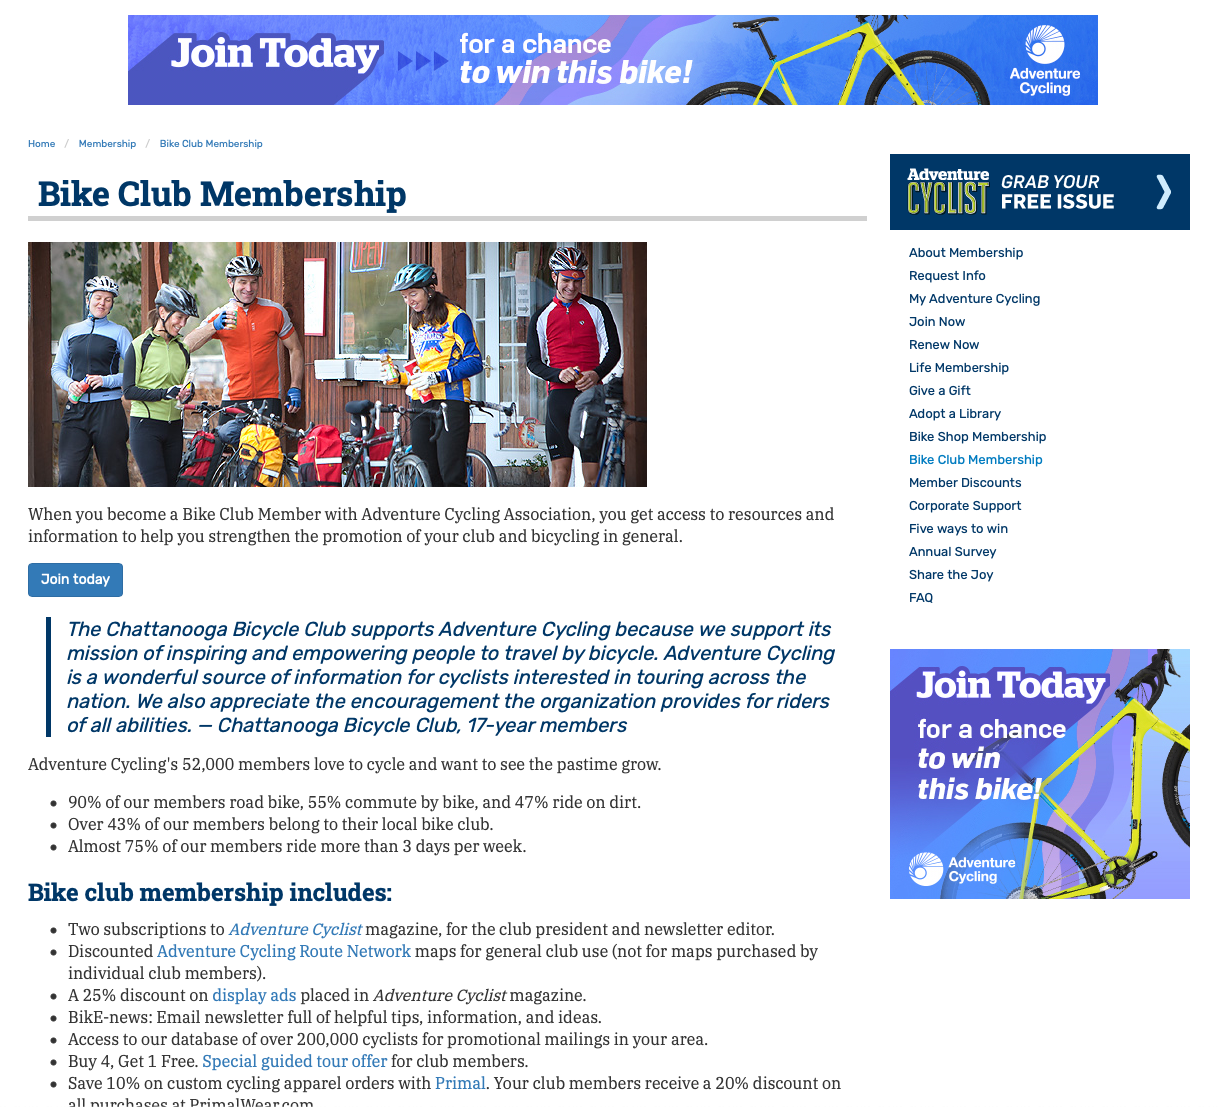 Join Today
for a chance
to win this bike!
Adventure
Cycling
Home / Membership / Bike Club Membership
Bike Club Membership
OPEN
When you become a Bike Club Member with Adventure Cycling Association, you get access to resources and
information to help you strengthen the promotion of your club and bicycling in general.
Join today
The Chattanooga Bicycle Club supports Adventure Cycling because we support its
mission of inspiring and empowering people to travel by bicycle. Adventure Cycling
is a wonderful source of information for cyclists interested in touring across the
nation. We also appreciate the encouragement the organization provides for riders
of all abilities. — Chattanooga Bicycle Club, 17-year members
Adventure Cycling's 52,000 members love to cycle and want to see the pastime grow.
90% of our members road bike, 55% commute by bike, and 47% ride on dirt.
Over 43% of our members belong to their local bike club.
Almost 75% of our members ride more than 3 days per week.
Bike club membership includes:
Two subscriptions to Adventure Cyclist magazine, for the club president and newsletter editor.
Discounted Adventure Cycling Route Network maps for general club use (not for maps purchased by
individual club members).
A 25% discount on display ads placed in Adventure Cyclist magazine.
BikE-news: Email newsletter full of helpful tips, information, and ideas.
Access to our database of over 200,000 cyclists for promotional mailings in your area.
Buy 4, Get 1 Free. Special guided tour offer for club members.
Save 10% on custom cycling apparel orders with Primal. Your club members receive a 20% discount on
all purchases at PrimalWear.com
Adventure
CYCLIST
GRAB YOUR
FREE ISSUE
About Membership
Request Info
My Adventure Cycling
Join Now
Renew Now
Life Membership
Give a Gift
Adopt a Library
Bike Shop Membership
Bike Club Membership
Member Discounts
Corporate Support
Five ways to win
Annual Survey
Share the Joy
FAQ
Join Today
for a chance
to win
this bike!
Adventure
Cycling